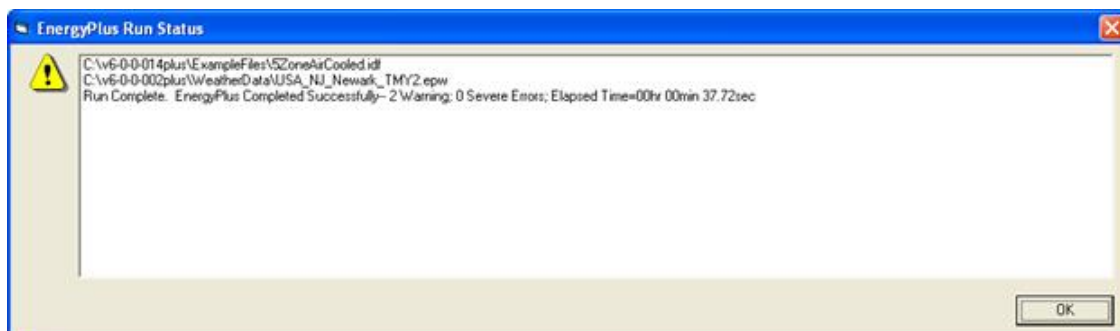 EnergyPlus Run Status
C:\v6-0-0-014plus\ExampleFiles\5ZoneAirCooled.idf
C:\v6-0-0-002plus\WeatherData\USA_NJ_Newark_TMY2.epw
Run Complete.  EnergyPlus Completed Successfully-- 2 Warning; 0 Severe Errors; Elapsed Time=00hr 00min 37.72sec
OK